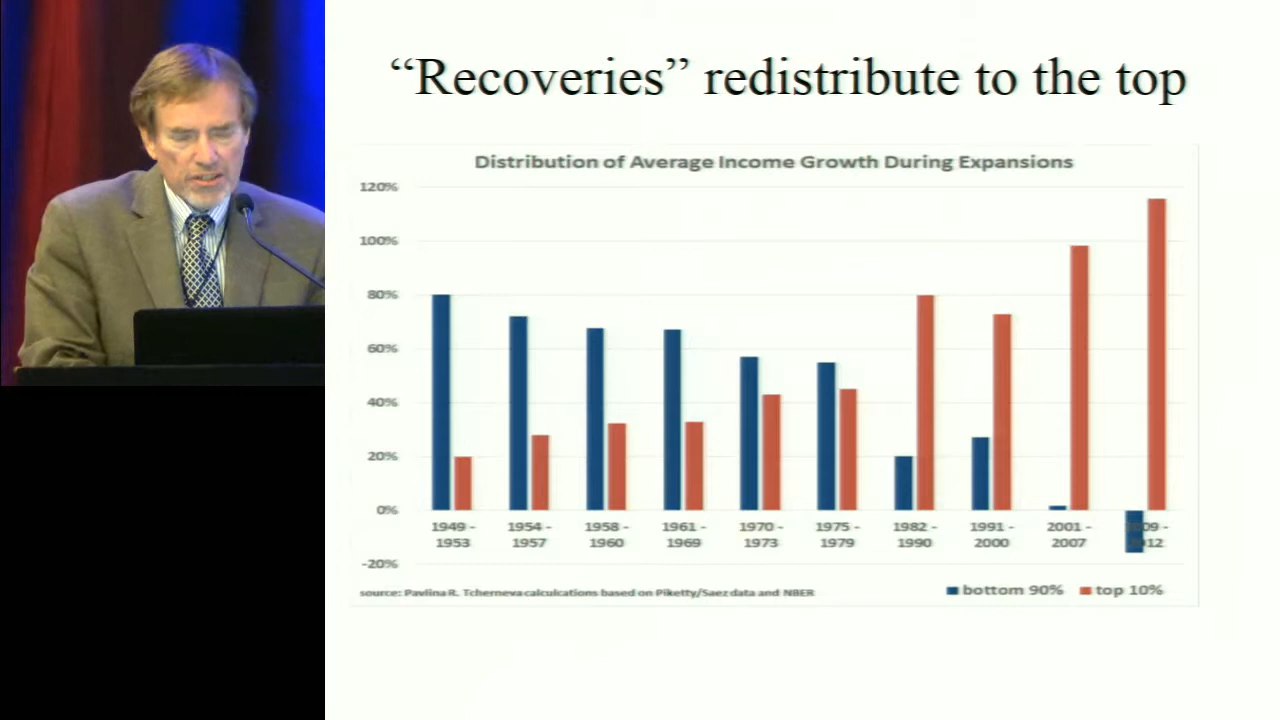 “Recoveries” redistribute to the top
Distribution of Average Income Growth During Expansions
120%
100%
80%
60%
40%
20%
0%
-20%
1949 - 1954 - 1958 - 1961 - 1970 - 1975 - 1982 - 1991 - 2001 -
1953 1957 1960 1969 1973 1979 1990 2000 2007
source: Pavlina R. Tcherneva calculcations based on Piketty/Saez data and NBER
bottom 90% top 10%